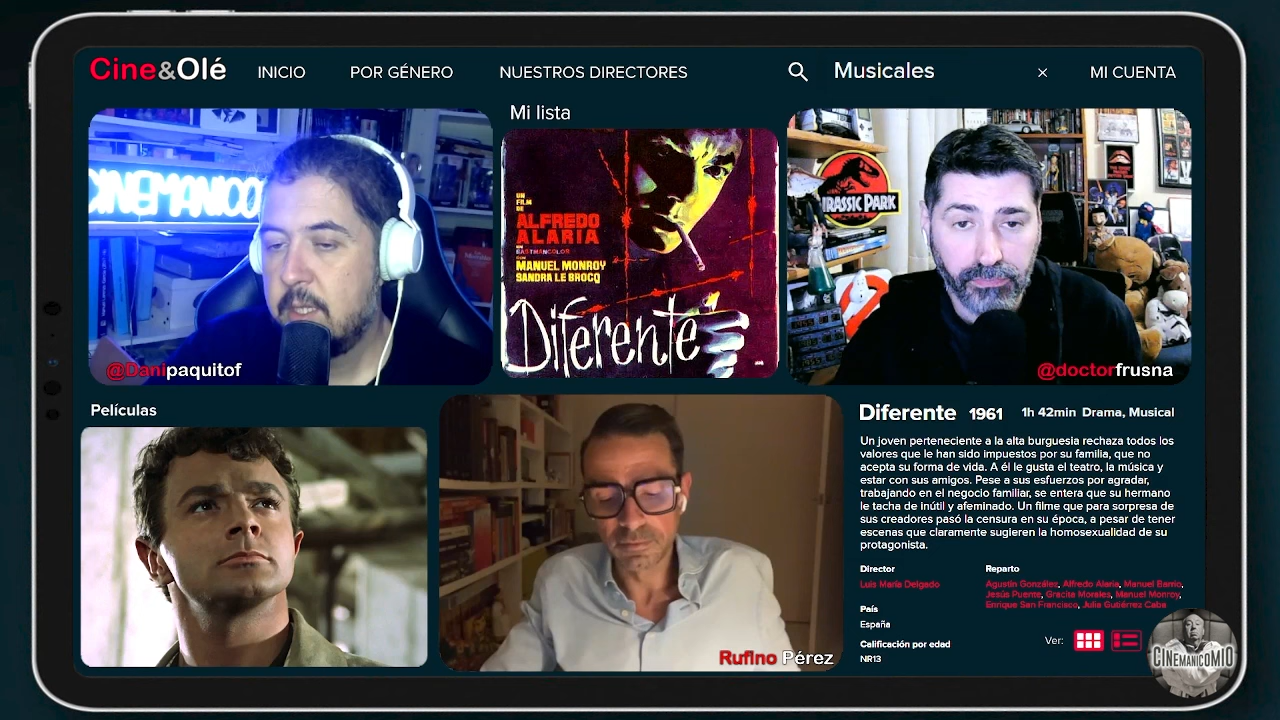 Cine&Olé
INICIO
POR GÉNERO
NUESTROS DIRECTORES
Musicales
×
MI CUENTA
Mi lista
CINEMANICO
UN
FILM
DE
ALFREDO
ALARIA
EASTMANCOLOR
MANUEL MONROY
SANDRA LE BROCQ
Diferente
JURASSIC PARK
@Danipaquitof
@doctorfrusna
Películas
Rufino Pérez
Diferente 1961 1h 42min Drama, Musical
Un joven perteneciente a la alta burguesia rechaza todos los
valores que le han sido impuestos por su familia, que no
acepta su forma de vida. A él le gusta el teatro, la música y
estar con sus amigos. Pese a sus esfuerzos por agradar,
trabajando en el negocio familiar, se entera que su hermano
le tacha de inútil y afeminado. Un filme que para sorpresa de
sus creadores pasó la censura en su época, a pesar de tener
escenas que claramente sugieren la homosexualidad de su
protagonista.
Director
Luis María Delgado
País
España
Calificación por edad
NR13
Reparto
Agustín González, Alfredo Alaria, Manuel Barrio,
Jesús Puente, Gracita Morales, Manuel Monroy,
Enrique San Francisco, Julia Gutiérrez Caba
Ver:
CINEMANICOMIO